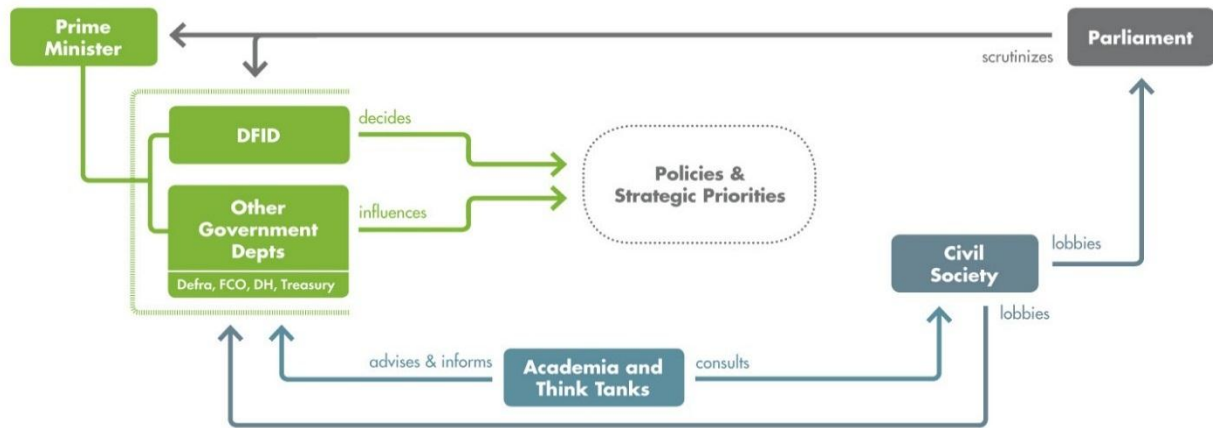 Prime
Minister
Parliament
scrutinizes
DFID
decides
Policies &
Strategic Priorities
Other
Government
Depts
influences
Defra, FCO, DH, Treasury
Civil
Society
lobbies
lobbies
advises & informs
Academia and
Think Tanks
consults